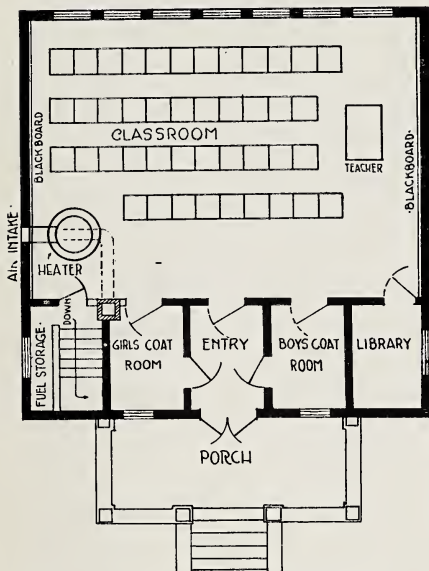 BLACKBOARD
CLASSROOM
TEACHER
BLACKBOARD
AIR INTAKE
HEATER
DOWN
FUEL STORAGE
GIRLS COAT
ROOM
ENTRY
BOYS COAT
ROOM
LIBRARY
PORCH